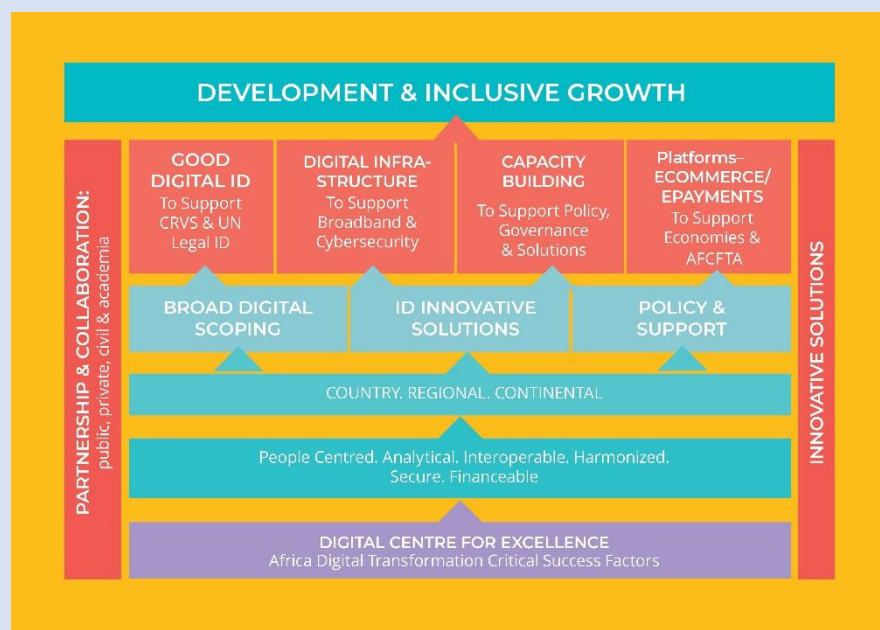 DEVELOPMENT & INCLUSIVE GROWTH
PARTNERSHIP & COLLABORATION:
public, private, civil & academia
GOOD
DIGITAL ID
To Support
CRVS & UN
Legal ID
DIGITAL INFRA-
STRUCTURE
To Support
Broadband &
Cybersecurity
CAPACITY
BUILDING
To Support Policy,
Governance
& Solutions
Platforms–
ECOMMERCE/
EPAYMENTS
To Support
Economies &
AFCFTA
INNOVATIVE SOLUTIONS
BROAD DIGITAL
SCOPING
ID INNOVATIVE
SOLUTIONS
POLICY &
SUPPORT
COUNTRY. REGIONAL. CONTINENTAL
People Centred. Analytical. Interoperable. Harmonized.
Secure. Financeable
DIGITAL CENTRE FOR EXCELLENCE
Africa Digital Transformation Critical Success Factors